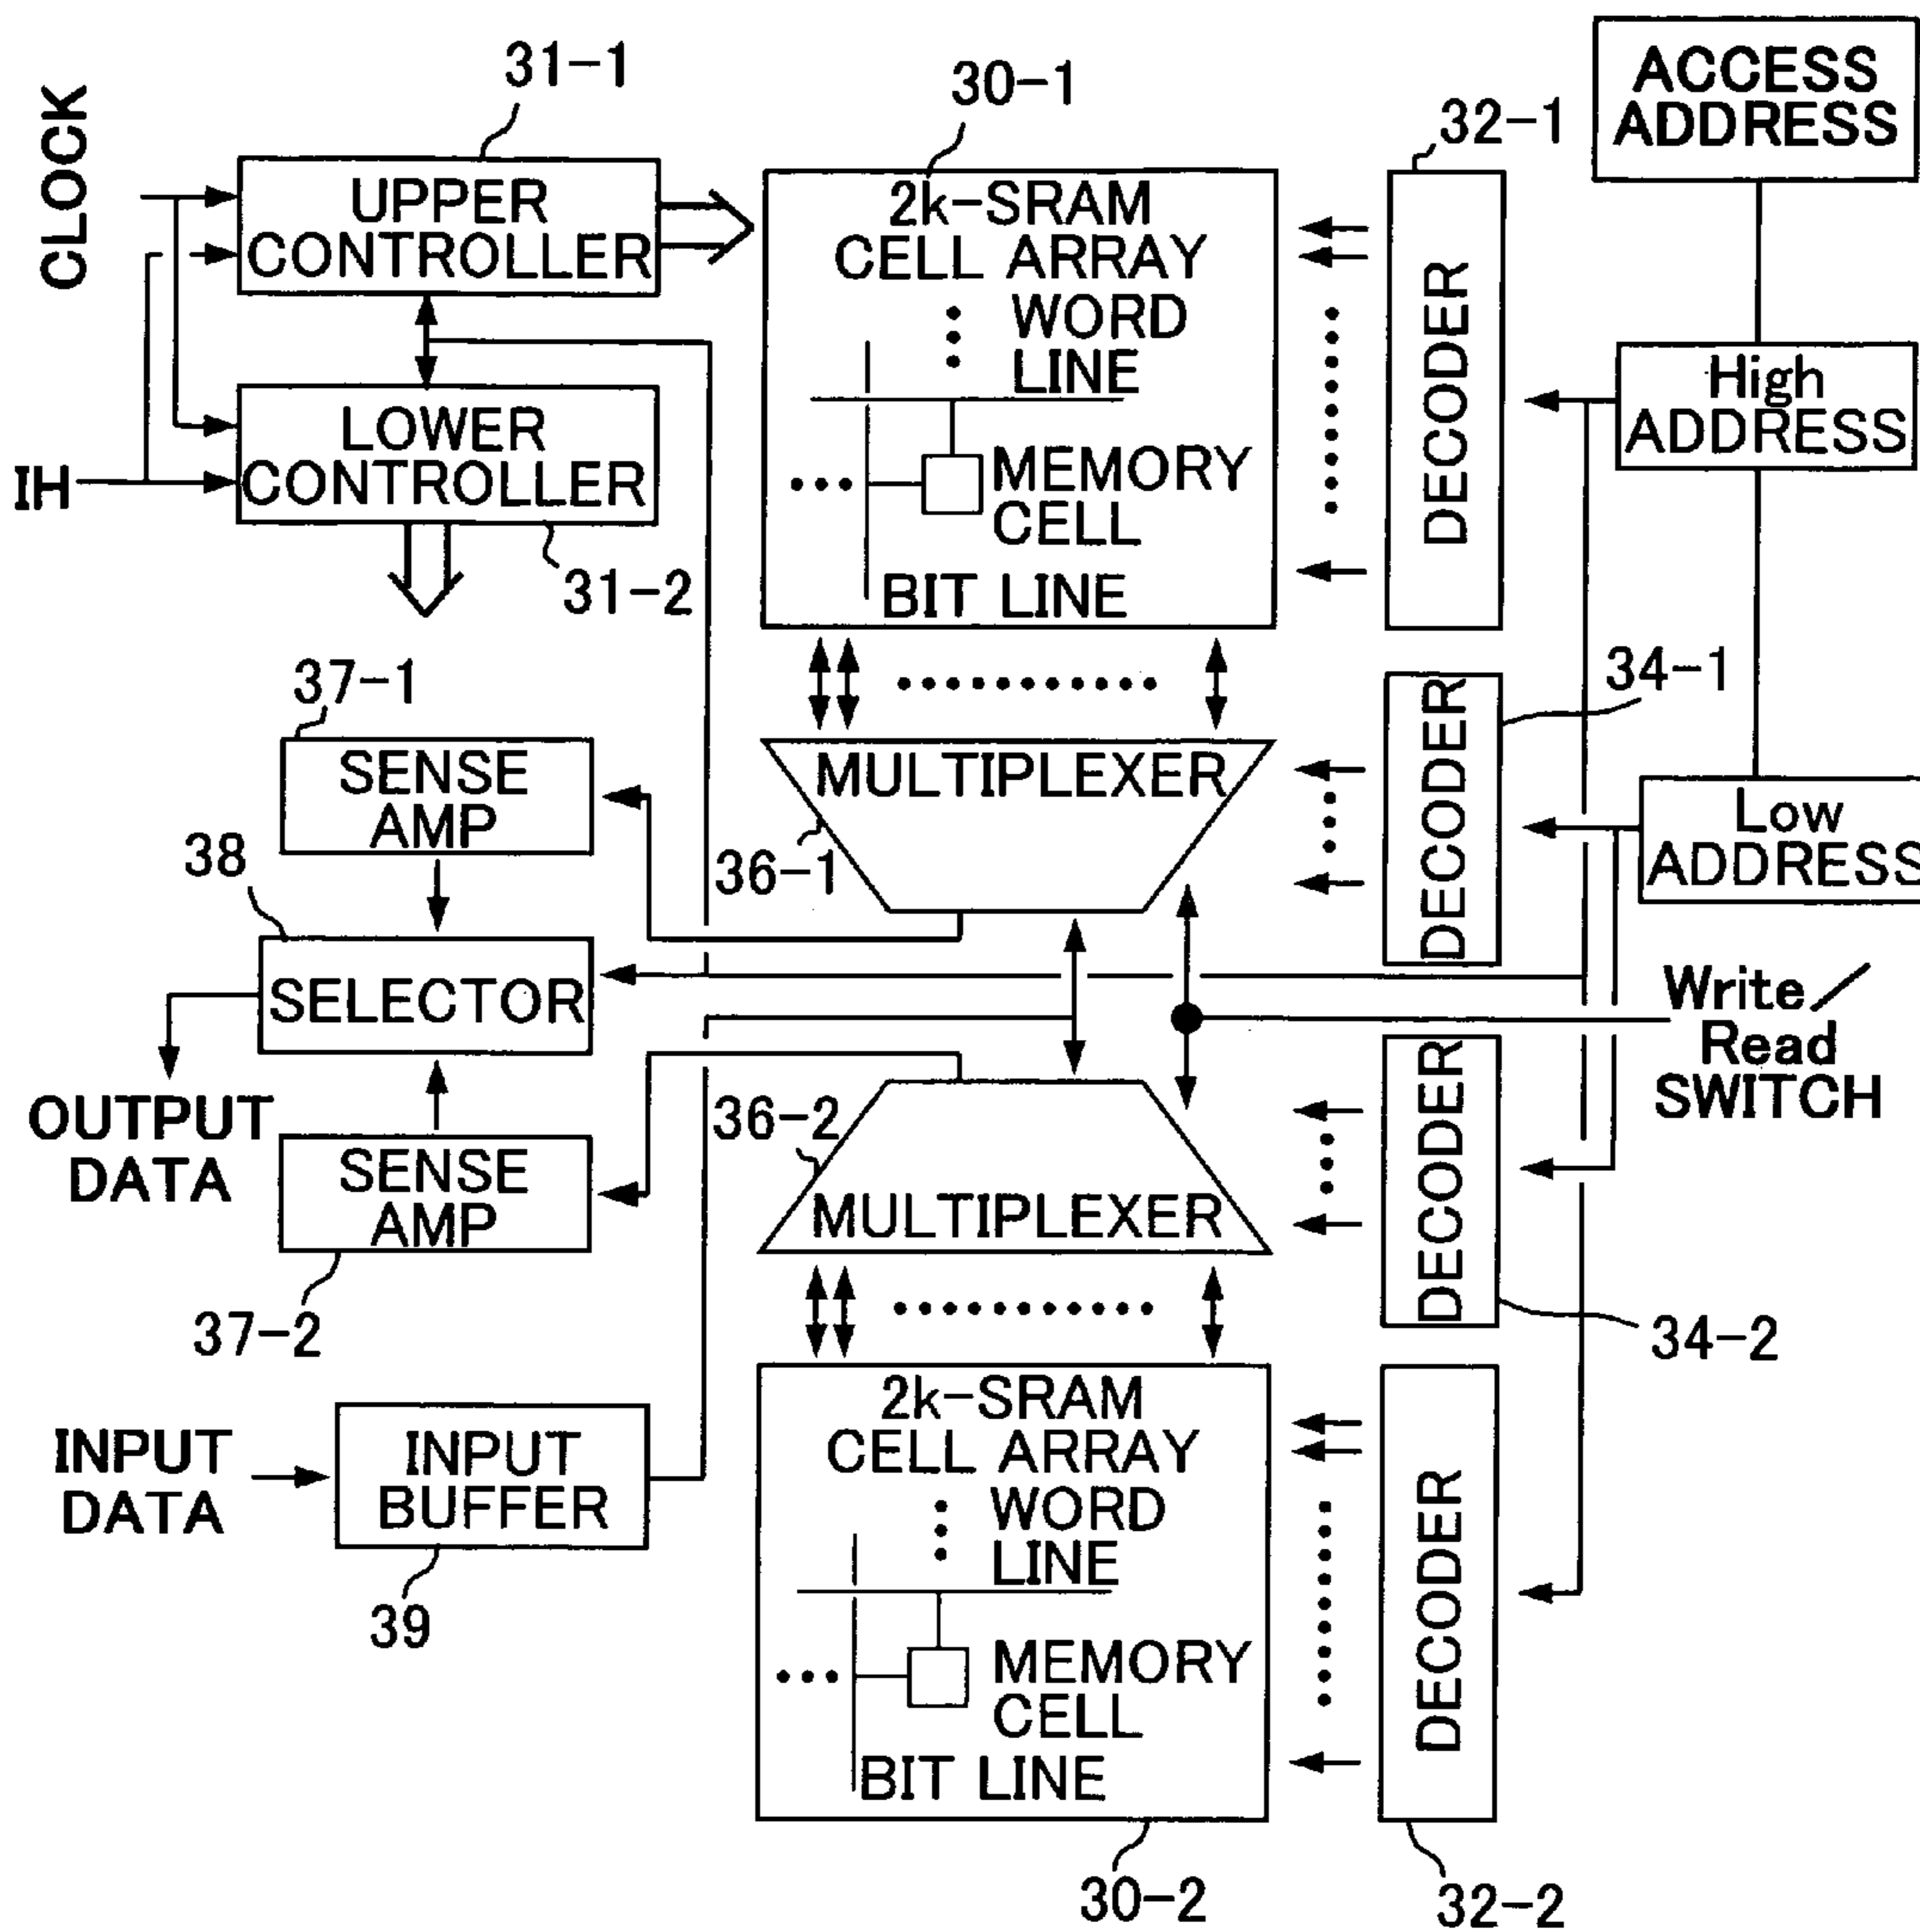 31-1
30-1
32-1
ACCESS
ADDRESS
CLOCK
UPPER
CONTROLLER
2k-SRAM
CELL ARRAY
WORD
LINE
MEMORY
CELL
BIT LINE
DECODER
High
ADDRESS
LOWER
CONTROLLER
IH
31-2
37-1
SENSE
AMP
MULTIPLEXER
36-1
DECODER
34-1
Low
ADDRESS
38
SELECTOR
OUTPUT
DATA
Write/
Read
SWITCH
36-2
MULTIPLEXER
DECODER
34-2
SENSE
AMP
37-2
INPUT
DATA
INPUT
BUFFER
39
2k-SRAM
CELL ARRAY
WORD
LINE
MEMORY
CELL
BIT LINE
DECODER
30-2
32-2